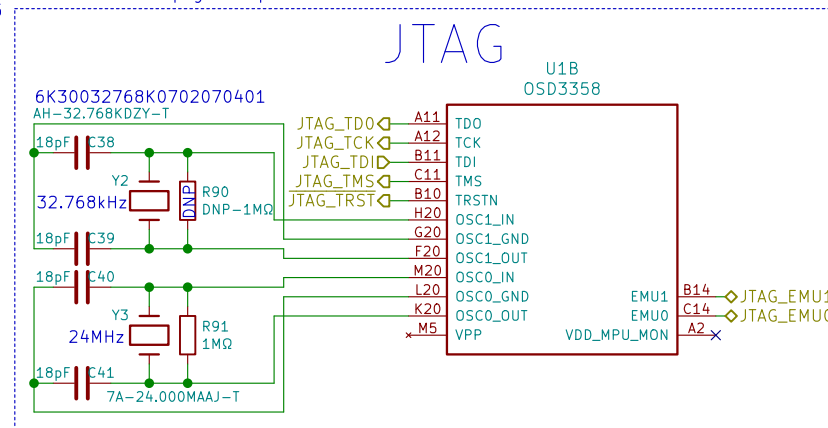 JTAG
U1B
OSD3358
6K30032768K0702070401
AH-32.768KDZY-T
18pF C38
Y2
32.768kHz
DNP
R90
DNP-1MΩ
18pF C39
18pF C40
Y3
24MHz
R91
1MΩ
18pF C41
7A-24.000MAAJ-T
JTAG_TDO A11 TDO
JTAG_TCK A12 TCK
JTAG_TDI B11 TDI
JTAG_TMS C11 TMS
JTAG_TRST B10 TRSTN
H20 OSC1_IN
G20 OSC1_GND
F20 OSC1_OUT
M20 OSC0_IN
L20 OSC0_GND
K20 OSC0_OUT
M5 VPP
EMU1 B14 JTAG_EMU1
EMU0 C14 JTAG_EMU0
VDD_MPU_MON A2